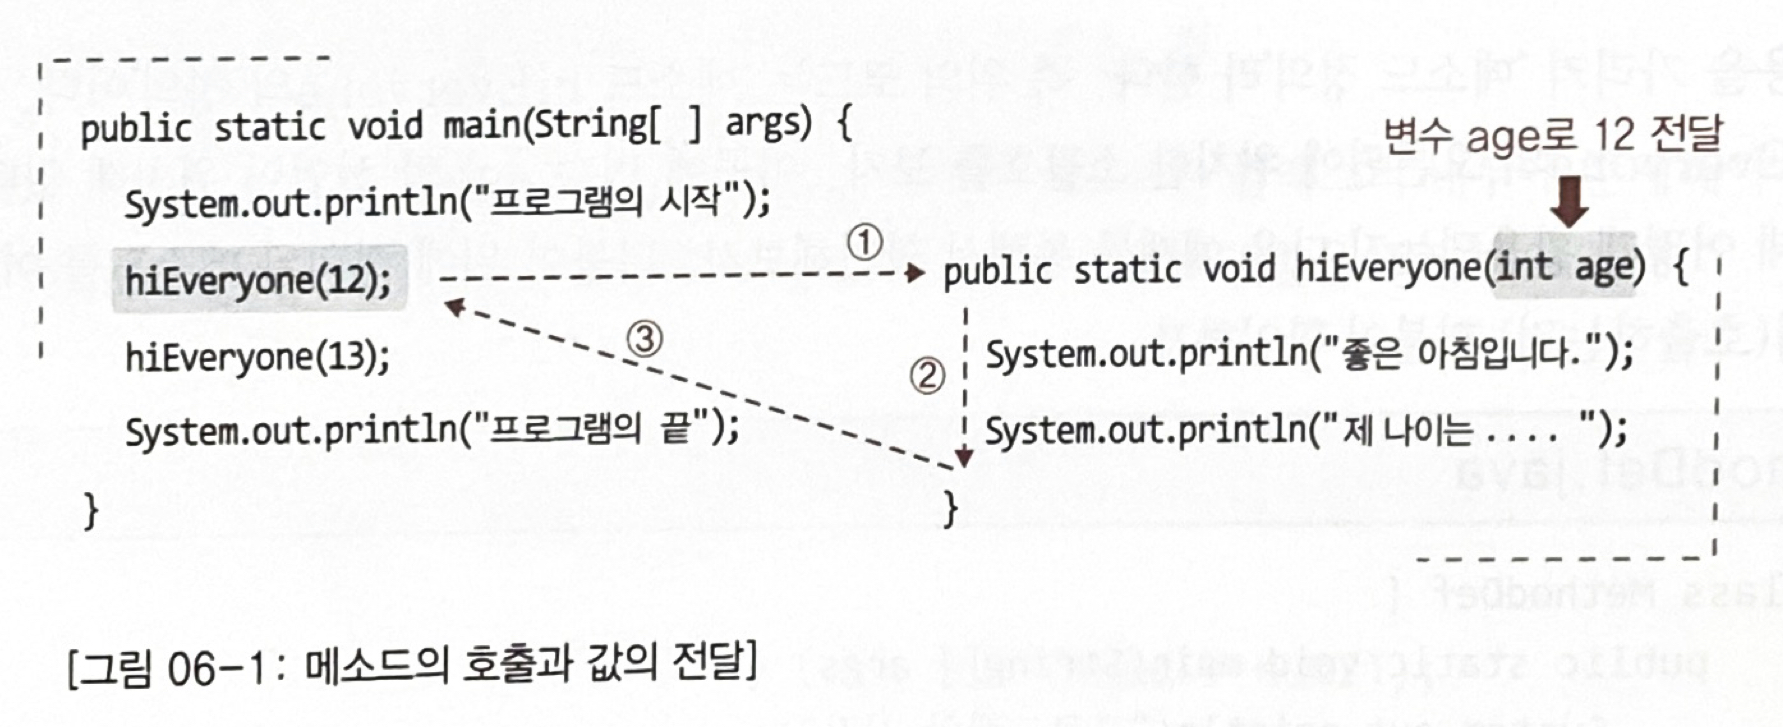 public static void main(String[ ] args) {
변수 age로 12 전달
System.out.println("프로그램의 시작");
hiEveryone(12);
①
public static void hiEveryone(int age) {
hiEveryone(13);
③
②
System.out.println("좋은 아침입니다.");
System.out.println("프로그램의 끝");
System.out.println("제 나이는 .... ");
}
}
[그림 06-1: 메소드의 호출과 값의 전달]